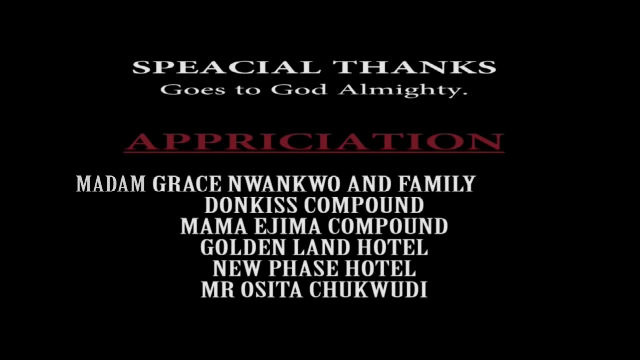 SPEACIAL THANKS
Goes to God Almighty.
APPRICIATION
MADAM GRACE NWANKWO AND FAMILY
DONKISS COMPOUND
MAMA EJIMA COMPOUND
GOLDEN LAND HOTEL
NEW PHASE HOTEL
MR OSITA CHUKWUDI